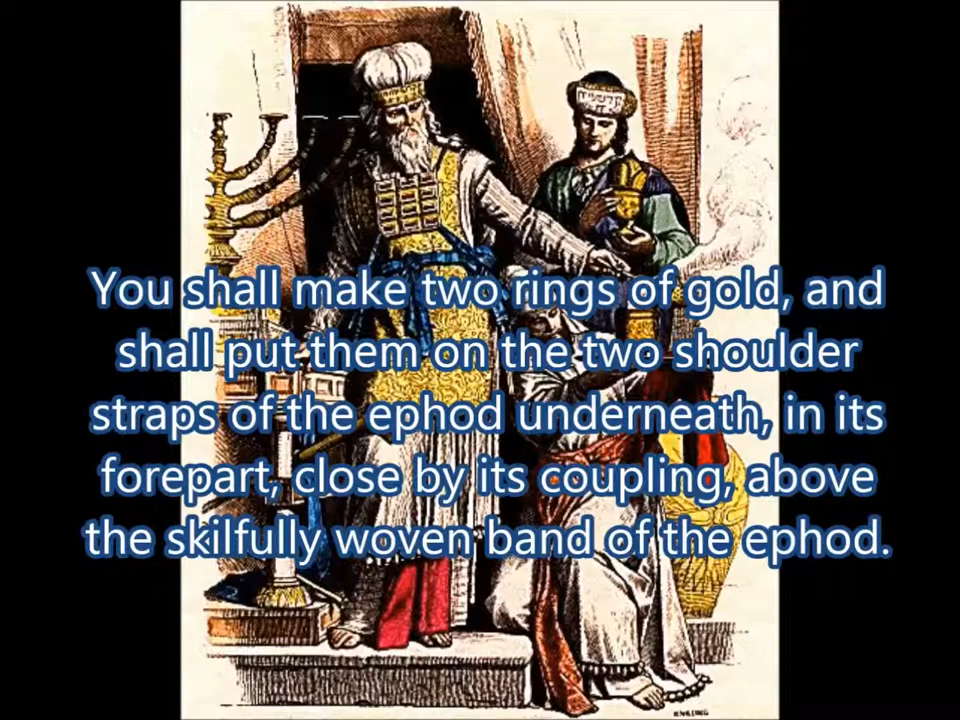 You shall make two rings of gold, and
shall put them on the two shoulder
straps of the ephod underneath, in its
forepart, close by its coupling, above
the skilfully woven band of the ephod.